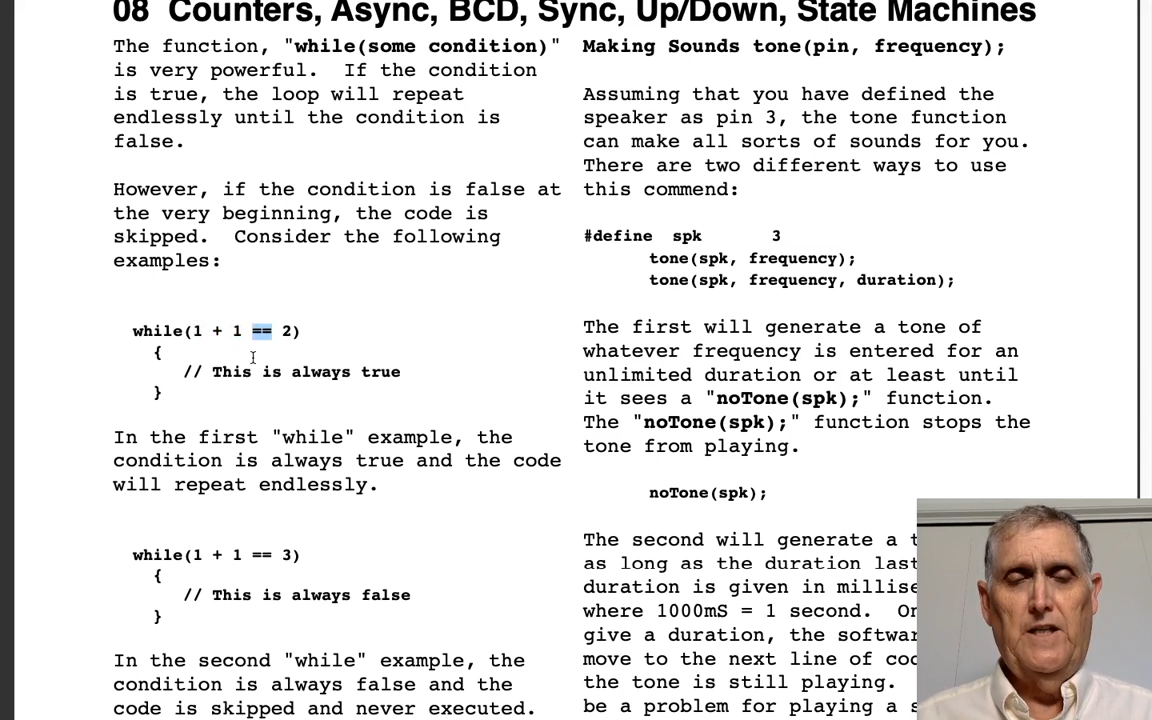 08 Counters, Async, BCD, Sync, Up/Down, State Machines
The function, "while(some condition)"
is very powerful. If the condition
is true, the loop will repeat
endlessly until the condition is
false.
However, if the condition is false at
the very beginning, the code is
skipped. Consider the following
examples:
while(1 + 1 == 2)
{
// This is always true
}
In the first "while" example, the
condition is always true and the code
will repeat endlessly.
while(1 + 1 == 3)
{
// This is always false
}
In the second "while" example, the
condition is always false and the
code is skipped and never executed.
Making Sounds tone(pin, frequency);
Assuming that you have defined the
speaker as pin 3, the tone function
can make all sorts of sounds for you.
There are two different ways to use
this commend:
#define spk 3
tone(spk, frequency);
tone(spk, frequency, duration);
The first will generate a tone of
whatever frequency is entered for an
unlimited duration or at least until
it sees a "noTone(spk);" function.
The "noTone(spk);" function stops the
tone from playing.
noTone(spk);
The second will generate a
as long as the duration last
duration is given in millise
where 1000mS = 1 second.
give a duration, the softwar
move to the next line of
the tone is still playing.
be a problem for playing a